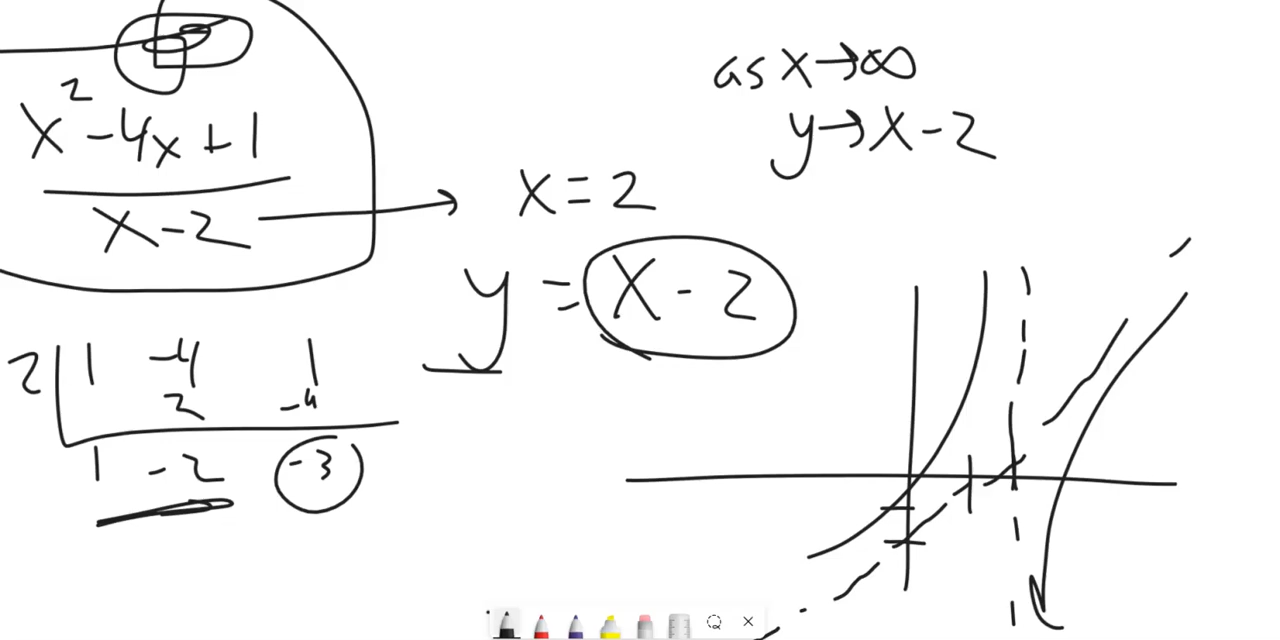 x² - 4x + 1
x - 2
x = 2
y = x - 2
as x → ∞
y → x - 2
2 | 1 -4 1
2 -4
1 -2 -3